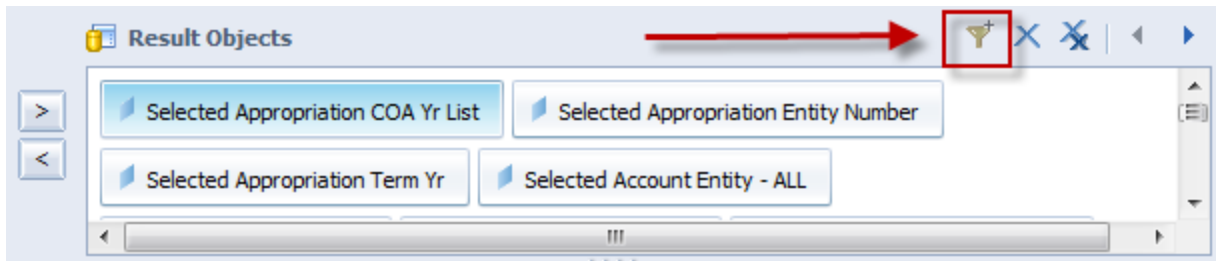 Result Objects
>
Selected Appropriation COA Yr List Selected Appropriation Entity Number
<
Selected Appropriation Term Yr Selected Account Entity - ALL